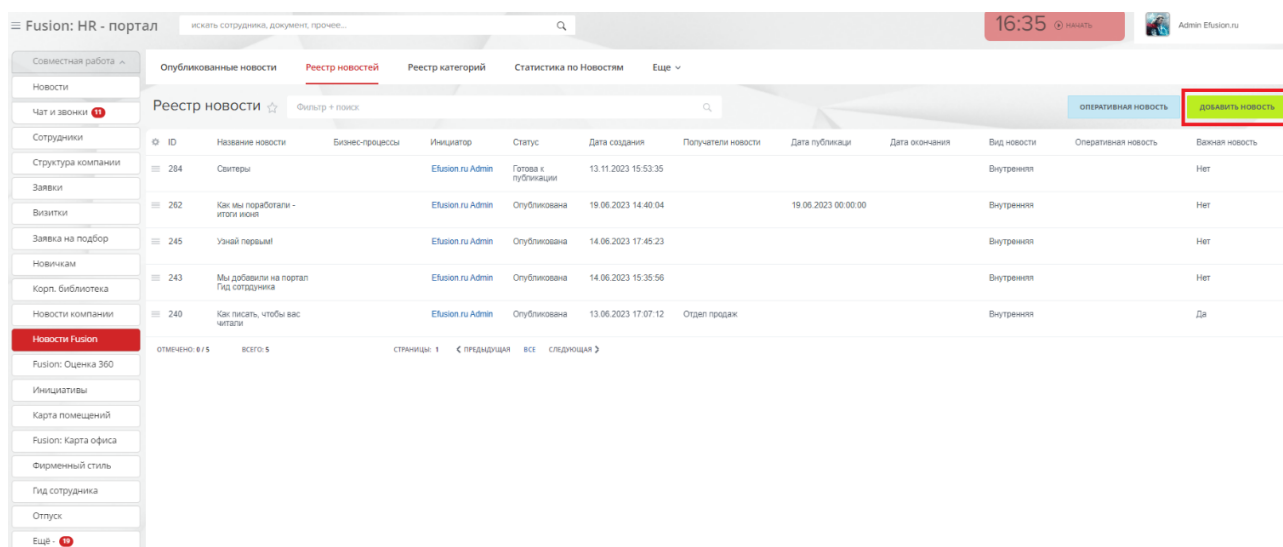 Fusion: HR - портал
искать сотрудника, документ, прочее...
16:35 НАЧАТЬ
Admin Efusion.ru
Совместная работа
Новости
Чат и звонки 11
Сотрудники
Структура компании
Заявки
Визитки
Заявка на подбор
Новичкам
Корп. библиотека
Новости компании
Новости Fusion
Fusion: Оценка 360
Инициативы
Карта помещений
Fusion: Карта офиса
Фирменный стиль
Гид сотрудника
Отпуск
Ещё - 19
Опубликованные новости Реестр новостей Реестр категорий Статистика по Новостям Еще
Реестр новости Фильтр + поиск ОПЕРАТИВНАЯ НОВОСТЬ ДОБАВИТЬ НОВОСТЬ
ID Название новости Бизнес-процессы Инициатор Статус Дата создания Получатели новости Дата публикаци Дата окончания Вид новости Оперативная новость Важная новость
284 Свитеры Efusion.ru Admin Готова к 13.11.2023 15:53:35 Внутренняя Нет
публикации
262 Как мы поработали - Efusion.ru Admin Опубликована 19.06.2023 14:40:04 19.06.2023 00:00:00 Внутренняя Нет
итоги июня
245 Узнай первым! Efusion.ru Admin Опубликована 14.06.2023 17:45:23 Внутренняя Нет
243 Мы добавили на портал Efusion.ru Admin Опубликована 14.06.2023 15:35:56 Внутренняя Нет
Гид сотрдуника
240 Как писать, чтобы вас Efusion.ru Admin Опубликована 13.06.2023 17:07:12 Отдел продаж Внутренняя Да
читали
ОТМЕЧЕНО: 0 / 5 ВСЕГО: 5 СТРАНИЦЫ: 1 ПРЕДЫДУЩАЯ ВСЕ СЛЕДУЮЩАЯ